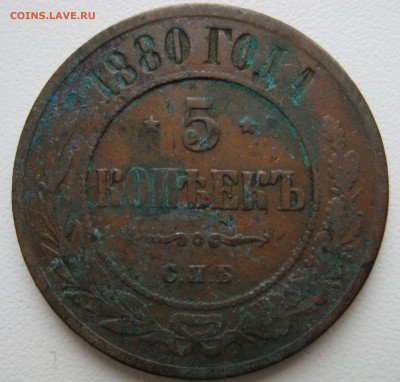 COINS.LAVE.RU
1880 ГОДА
5
КОПѢЕКЪ
С.П.Б